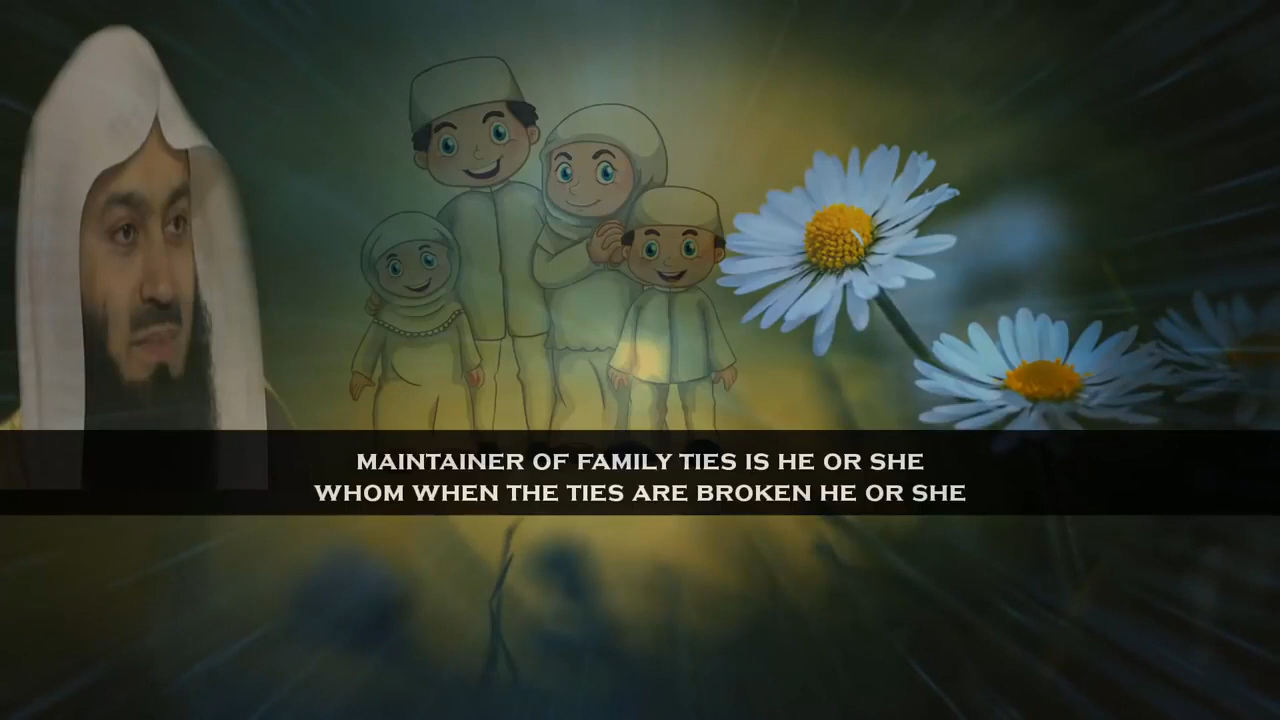 MAINTAINER OF FAMILY TIES IS HE OR SHE
WHOM WHEN THE TIES ARE BROKEN HE OR SHE